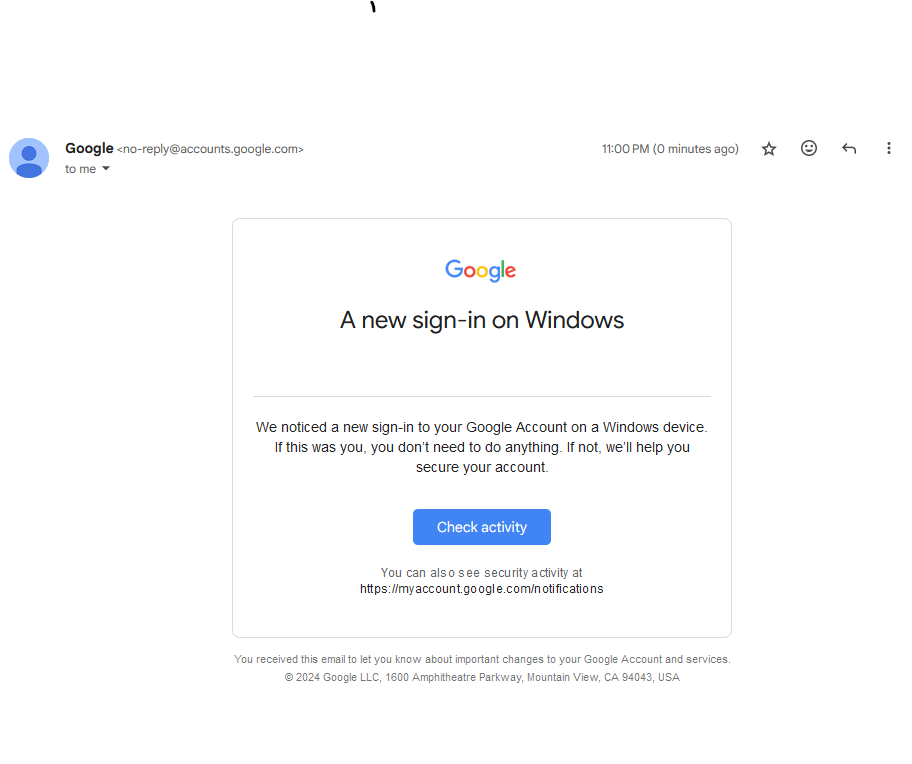 Google <no-reply@accounts.google.com>
11:00 PM (0 minutes ago)
to me
Google
A new sign-in on Windows
We noticed a new sign-in to your Google Account on a Windows device.
If this was you, you don’t need to do anything. If not, we’ll help you
secure your account.
Check activity
You can also see security activity at
https://myaccount.google.com/notifications
You received this email to let you know about important changes to your Google Account and services.
© 2024 Google LLC, 1600 Amphitheatre Parkway, Mountain View, CA 94043, USA